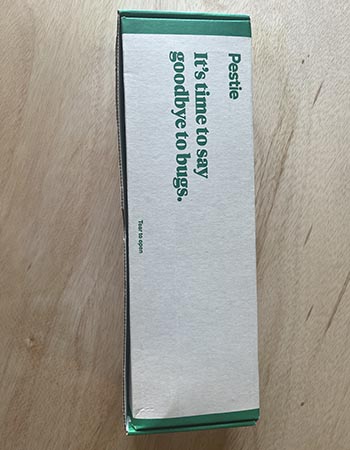 Pestie
It's time to say
goodbye to bugs.
Tear to open